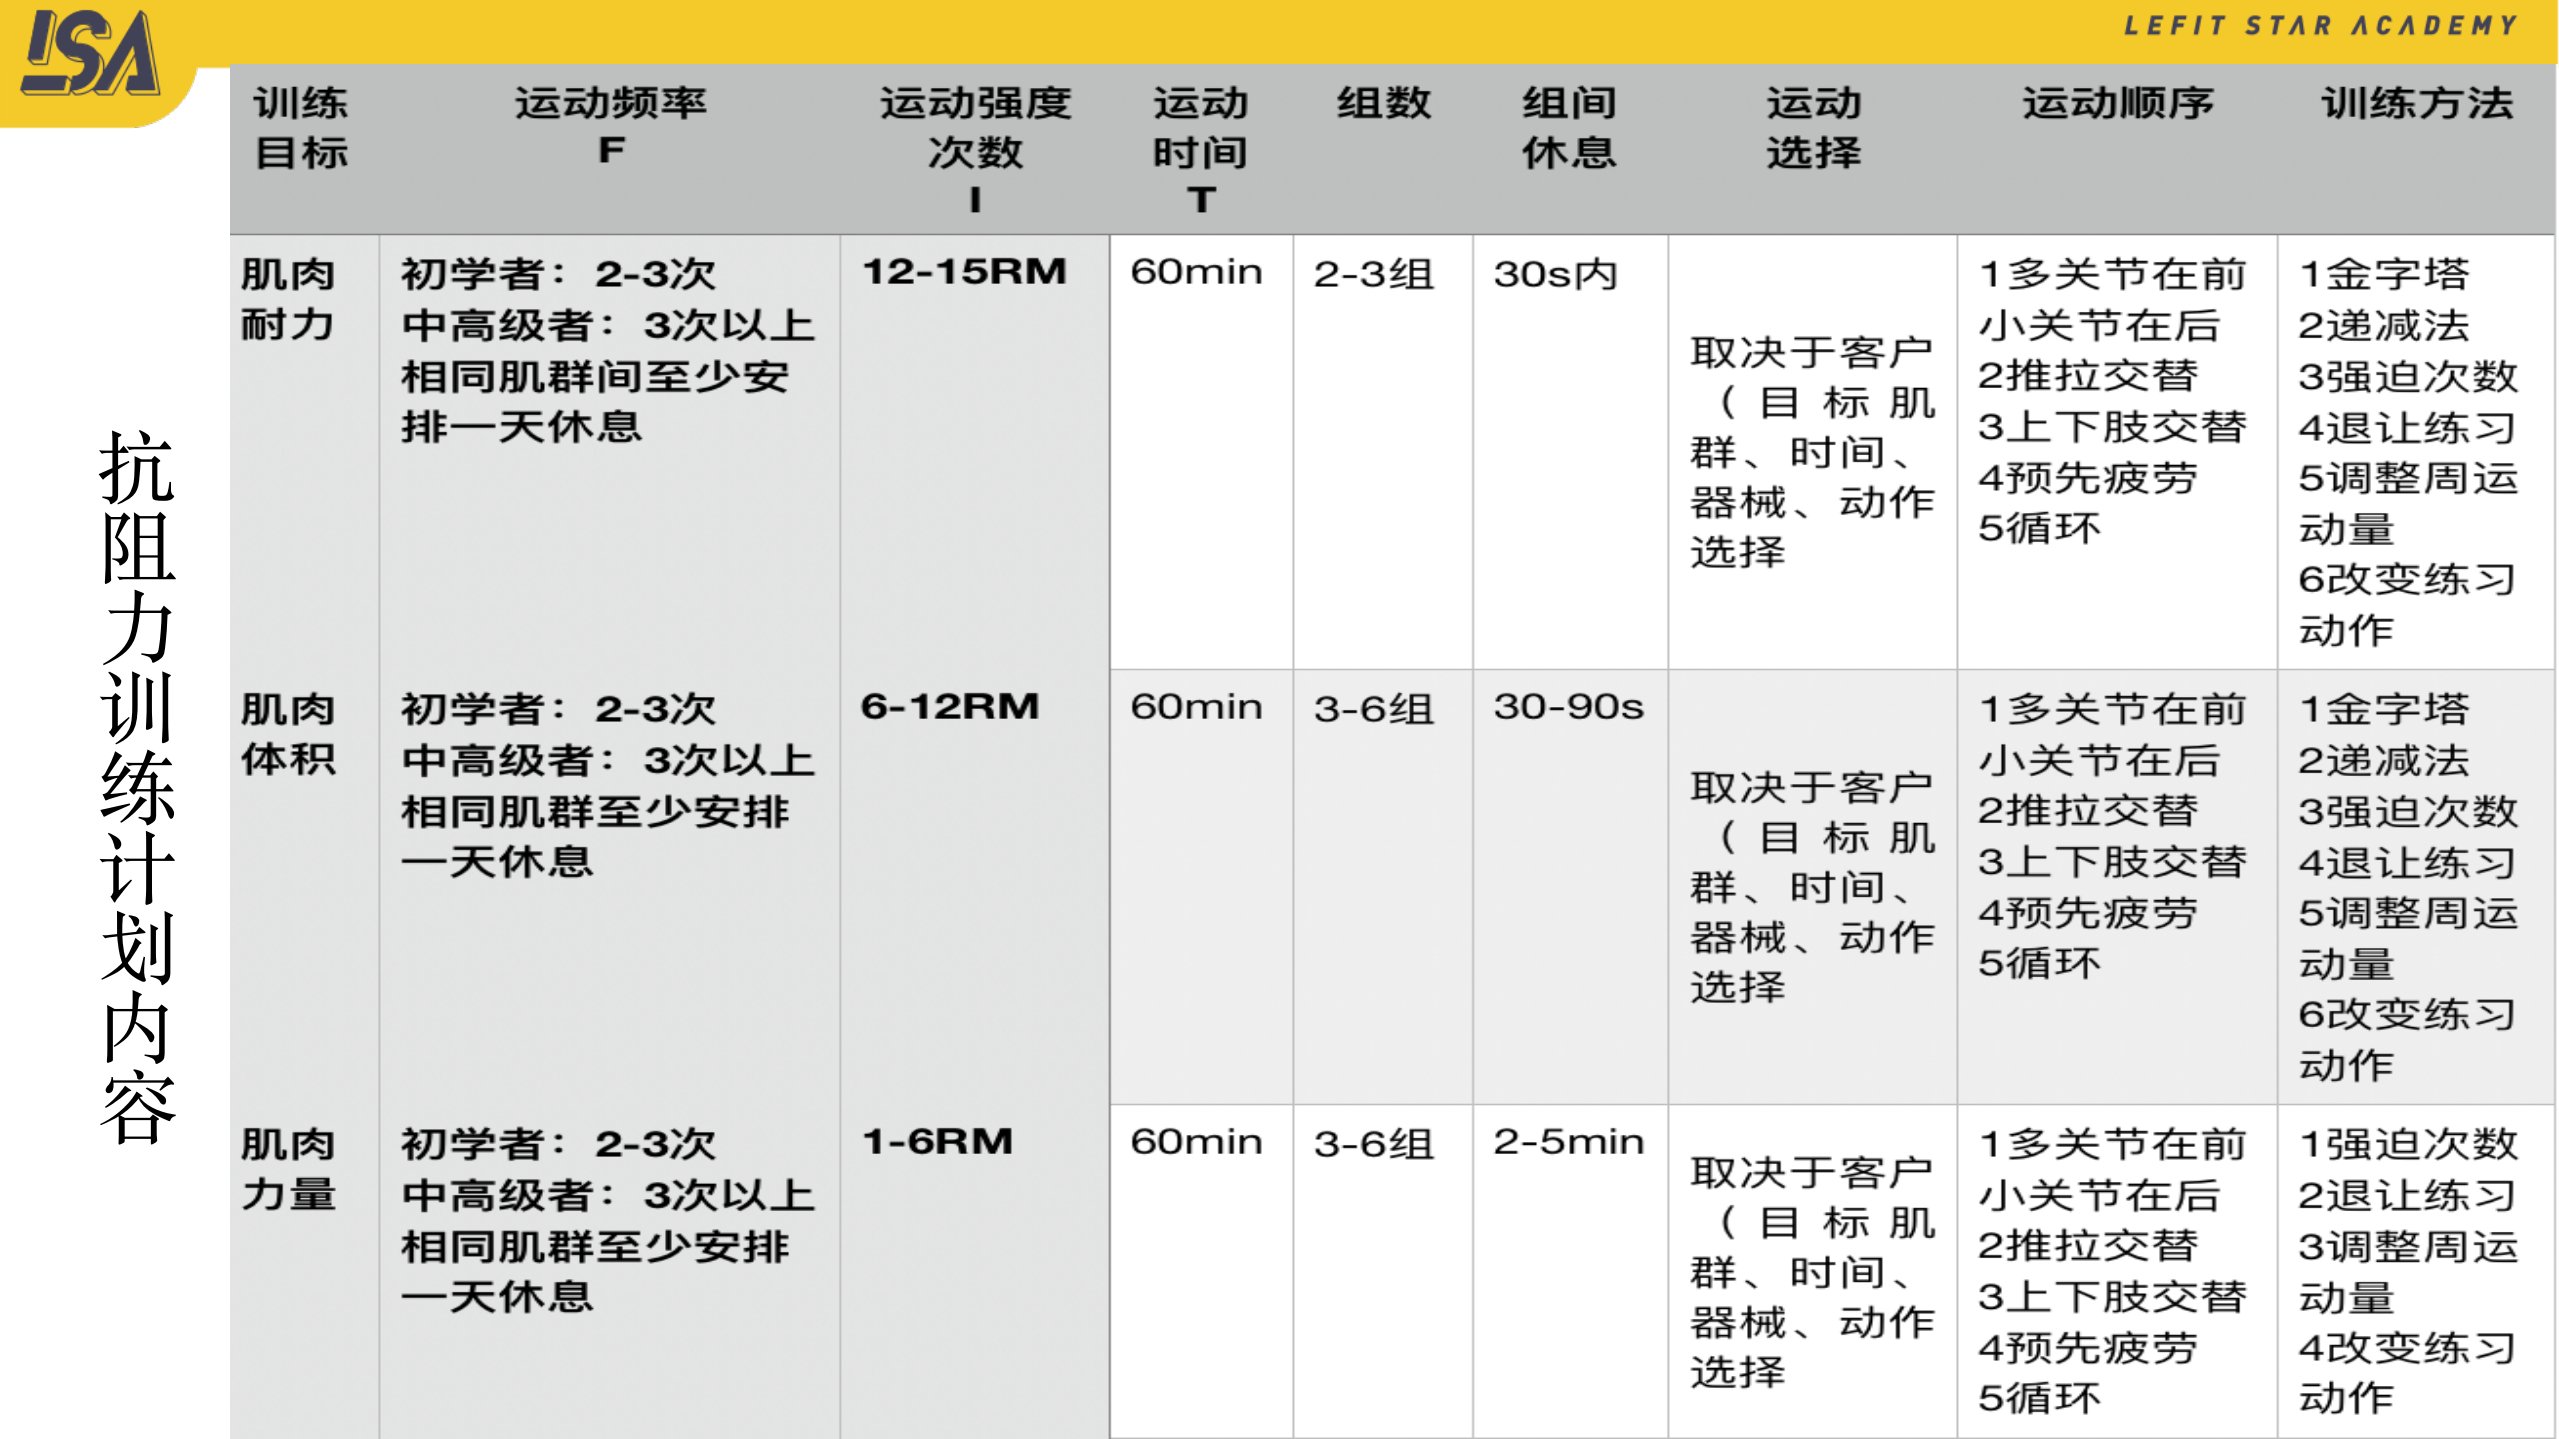 LSA
LEFIT STAR ACADEMY
抗阻力训练计划内容
训练
目标
运动频率
F
运动强度
次数
I
运动
时间
T
组数
组间
休息
运动
选择
运动顺序
训练方法
肌肉
耐力
初学者：2-3次
中高级者：3次以上
相同肌群间至少安
排一天休息
12-15RM
60min
2-3组
30s内
取决于客户
（目标肌
群、时间、
器械、动作
选择
1多关节在前
小关节在后
2推拉交替
3上下肢交替
4预先疲劳
5循环
1金字塔
2递减法
3强迫次数
4退让练习
5调整周运
动量
6改变练习
动作
肌肉
体积
初学者：2-3次
中高级者：3次以上
相同肌群至少安排
一天休息
6-12RM
60min
3-6组
30-90s
取决于客户
（目标肌
群、时间、
器械、动作
选择
1多关节在前
小关节在后
2推拉交替
3上下肢交替
4预先疲劳
5循环
1金字塔
2递减法
3强迫次数
4退让练习
5调整周运
动量
6改变练习
动作
肌肉
力量
初学者：2-3次
中高级者：3次以上
相同肌群至少安排
一天休息
1-6RM
60min
3-6组
2-5min
取决于客户
（目标肌
群、时间、
器械、动作
选择
1多关节在前
小关节在后
2推拉交替
3上下肢交替
4预先疲劳
5循环
1强迫次数
2退让练习
3调整周运
动量
4改变练习
动作